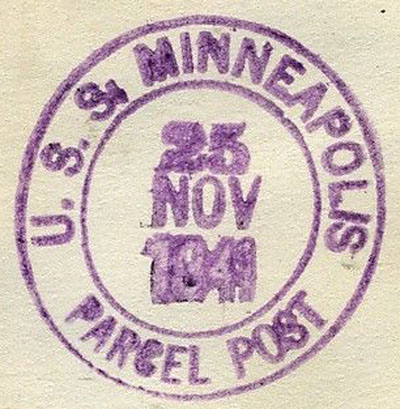 U. S. S. MINNEAPOLIS
25
NOV
1941
PARCEL POST